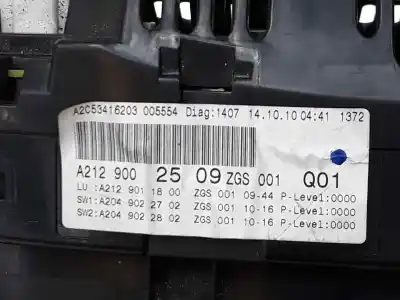 A2C53416203 005554 Diag:1407 14.10.10 04:41 1372
A212 900 25 09 ZGS 001 Q01
LU :A212 901 18 00 ZGS 001 09-44 P-Level:0000
SW1:A204 902 27 02 ZGS 001 10-16 P-Level:0000
SW2:A204 902 28 02 ZGS 001 10-16 P-Level:0000